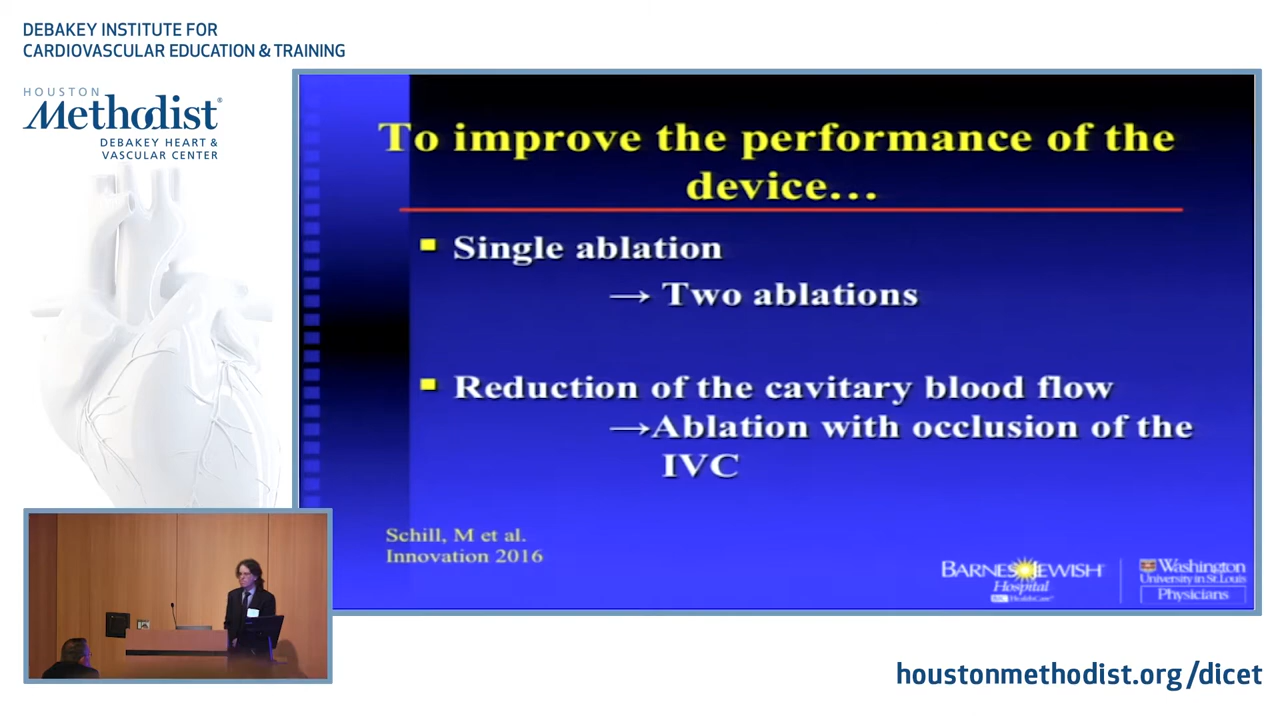 DEBAKEY INSTITUTE FOR
CARDIOVASCULAR EDUCATION & TRAINING
HOUSTON
Methodist®
DEBAKEY HEART &
VASCULAR CENTER
To improve the performance of the
device...
Single ablation
→ Two ablations
Reduction of the cavitary blood flow
→Ablation with occlusion of the
IVC
Schill, M et al.
Innovation 2016
BARNES JEWISH
Hospital
BJC HealthCare
Washington
University in St. Louis
Physicians
houstonmethodist.org/dicet